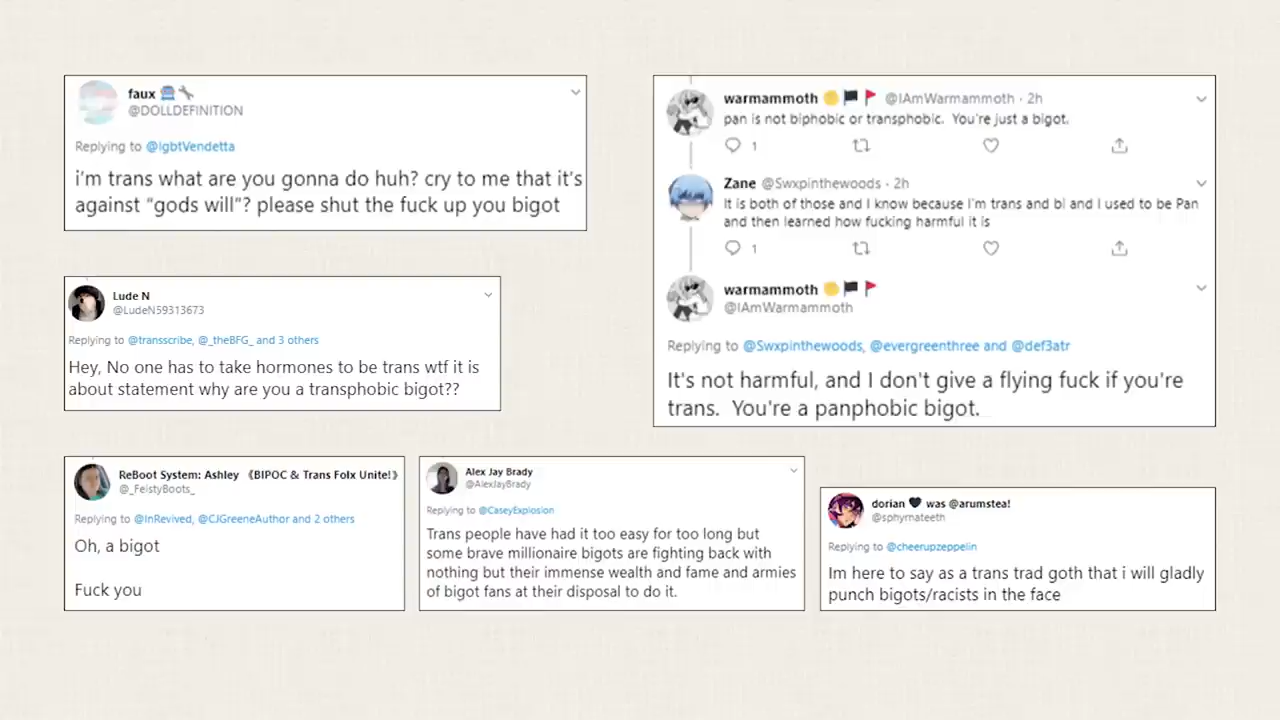 faux
@DOLLDEFINITION
Replying to @lgbtVendetta
i'm trans what are you gonna do huh? cry to me that it's
against “gods will”? please shut the fuck up you bigot
warmammoth @IAmWarmammoth · 2h
pan is not biphobic or transphobic. You're just a bigot.
1
Zane @Swxpinthewoods · 2h
It is both of those and I know because I'm trans and bI and I used to be Pan
and then learned how fucking harmful it is
1
warmammoth
@IAmWarmammoth
Replying to @Swxpinthewoods, @evergreenthree and @def3atr
It's not harmful, and I don't give a flying fuck if you're
trans. You're a panphobic bigot.
Lude N
@LudeN59313673
Replying to @transscribe, @_theBFG_ and 3 others
Hey, No one has to take hormones to be trans wtf it is
about statement why are you a transphobic bigot??
ReBoot System: Ashley 《BIPOC & Trans Folx Unite!》
@_FeistyBoots_
Replying to @InRevived, @CJGreeneAuthor and 2 others
Oh, a bigot
Fuck you
Alex Jay Brady
@AlexJayBrady
Replying to @CaseyExplosion
Trans people have had it too easy for too long but
some brave millionaire bigots are fighting back with
nothing but their immense wealth and fame and armies
of bigot fans at their disposal to do it.
dorian 🖤 was @arumstea!
@sphyrnateeth
Replying to @cheerupzeppelin
Im here to say as a trans trad goth that i will gladly
punch bigots/racists in the face